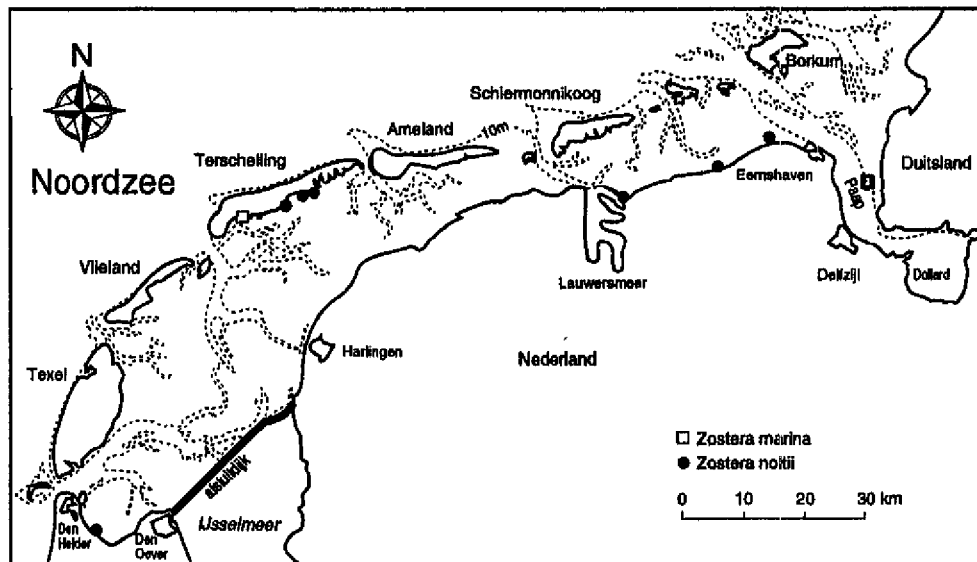 N
Noordzee
Borkum
Schiermonnikoog
Ameland
10m
Terschelling
Duitsland
Eemshaven
Paap
Vlieland
Lauwersmeer
Delfzijl
Dollard
Harlingen
Nederland
Texel
Zostera marina
Zostera noltii
afsluitdijk
0 10 20 30 km
IJsselmeer
Den
Helder
Den
Oever